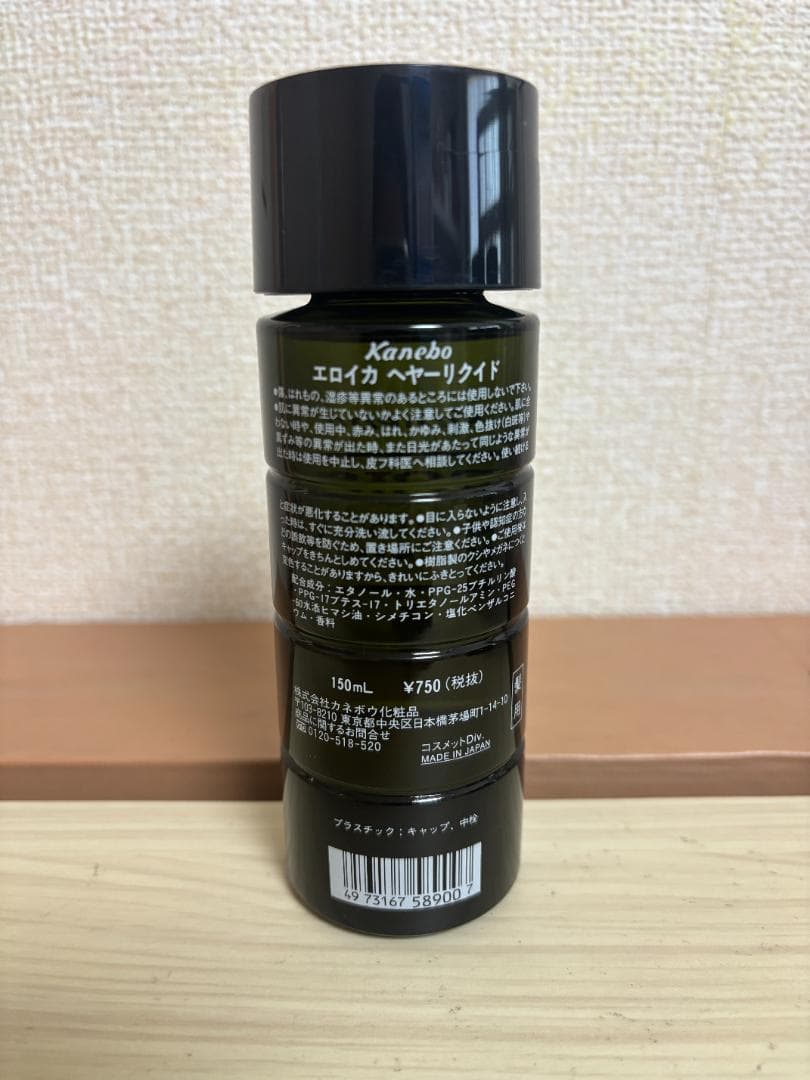 Kanebo
エロイカ ヘヤーリクイド
●傷、はれもの、湿疹等異常のあるところには使用しないで下さい。
●肌に異常が生じていないかよく注意してご使用ください。肌に合
わない時や、使用中、赤み、はれ、かゆみ、刺激、色抜け(白斑等)や
黒ずみ等の異常が出た時、また日光があたって同じような異常が
出た時は使用を中止し、皮フ科医へ相談してください。使い続ける
と症状が悪化することがあります。●目に入らないように注意し、入
った時は、すぐに充分洗い流してください。●子供や認知症の方の
どの誤飲等を防ぐため、置き場所にご注意ください。●ご使用後は
キャップをきちんとしめてください。●樹脂製のクシやメガネにつくと
変色することがありますから、きれいにふきとってください。
配合成分・エタノール・水・PPG-25ブチルリン酸
・PPG-17ブテス-17・トリエタノールアミン・PEG
-60水添ヒマシ油・シメチコン・塩化ベンザルコニ
ウム・香料
150mL ¥750(税抜)
株式会社カネボウ化粧品
〒103-8210 東京都中央区日本橋茅場町1-14-10
商品に関するお問合せ
0120-518-520
コスメットDiv.
MADE IN JAPAN
髪用
プラスチック;キャップ、中栓
4973167589007